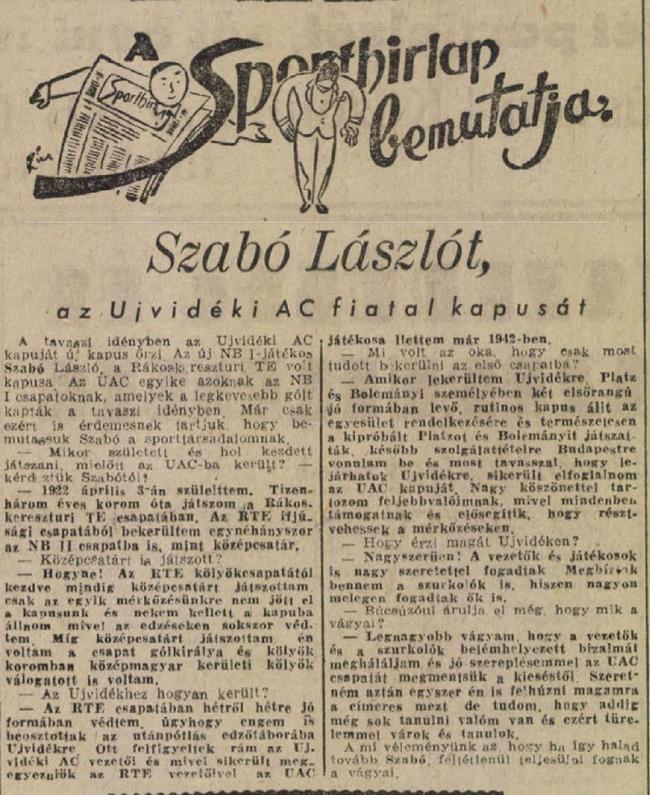 A
Sporthirlap
bemutatja:
Sporthirlap
Szabó Lászlót,
az Ujvidéki AC fiatal kapusát
A tavaszi idényben az Ujvidéki AC
kapuját új kapus őrzi. Az új NB I-játékos
Szabó László, a Rákoskeresztúri TE volt
kapusa. Az UAC egyike azoknak az NB
I csapatoknak, amelyek a legkevesebb gólt
kapták a tavaszi idényben. Már csak
ezért is érdemesnek tartjuk, hogy be-
mutassuk Szabót a sporttársadalomnak.
— Mikor született és hol kezdett
játszani, mielőtt az UAC-ba került? —
kérdeztük Szabótól?
— 1922 április 3-án születtem. Tizen-
három éves korom óta játszom a Rákos-
kereszturi TE csapatában. Az RTE ifjú-
sági csapatából bekerültem egynéhányszor
az NB II csapatba is, mint középcsatár.
— Középcsatárt is játszott?
— Hogyne! Az RTE kölyökcsapatától
kezdve mindig középcsatárt játszottam,
csak az egyik mérkőzésünkre nem jött el
a kapusunk és nekem kellett a kapuba
állnom mivel az edzéseken sokszor véd-
tem. Míg középcsatárt játszottam én
voltam a csapat gólkirálya és kölyök
koromban középmagyar kerületi kölyök
válogatott is voltam.
— Az Ujvidékhez hogyan került?
— Az RTE csapatában hétről hétre jó
formában védtem, úgyhogy engem is
beosztottak az utánpótlás edzőtáborába
Ujvidékre. Ott felfigyeltek rám az Uj-
vidéki AC vezetői és mivel sikerült meg-
egyezniök az RTE vezetőivel az UAC
játékosa lettem már 1942-ben.
— Mi volt az oka, hogy csak most
tudott bekerülni az első csapatba?
— Amikor lekerültem Ujvidékre, Platz
és Bolemányi személyében két elsőrangú
jó formában levő, rutinos kapus állt az
egyesület rendelkezésére és természetesen
a kipróbált Platzot és Bolemányit játszat-
ták, később szolgálattételre Budapestre
vonultam be és most tavasszal, hogy le-
járhatok Ujvidékre, sikerült elfoglalnom
az UAC kapuját. Nagy köszönettel tar-
tozom feljebbvalóimnak, mivel mindenben
támogatnak és elősegítik, hogy részt-
vehessek a mérkőzéseken.
— Hogy érzi magát Ujvidéken?
— Nagyszerűen! A vezetők és játékosok
is nagy szeretettel fogadtak Megbíznak
bennem a szurkolók is, hiszen nagyon
melegen fogadtak ők is.
— Búcsúzóul árulja el még, hogy mik a
vágyai?
— Legnagyobb vágyam, hogy a vezetők
és a szurkolók belémhelyezett bizalmát
megháláljam és jó szereplésemmel az UAC
csapatát megmentsük a kieséstől. Szeret-
ném aztán egyszer én is felhúzni magamra
a címeres mezt de tudom, hogy addig
még sok tanulni valóm van és ezért türe-
lemmel várok és tanulok.
A mi véleményünk az, hogy ha így halad
tovább Szabó, feltétlenül teljesülni fognak
a vágyai.